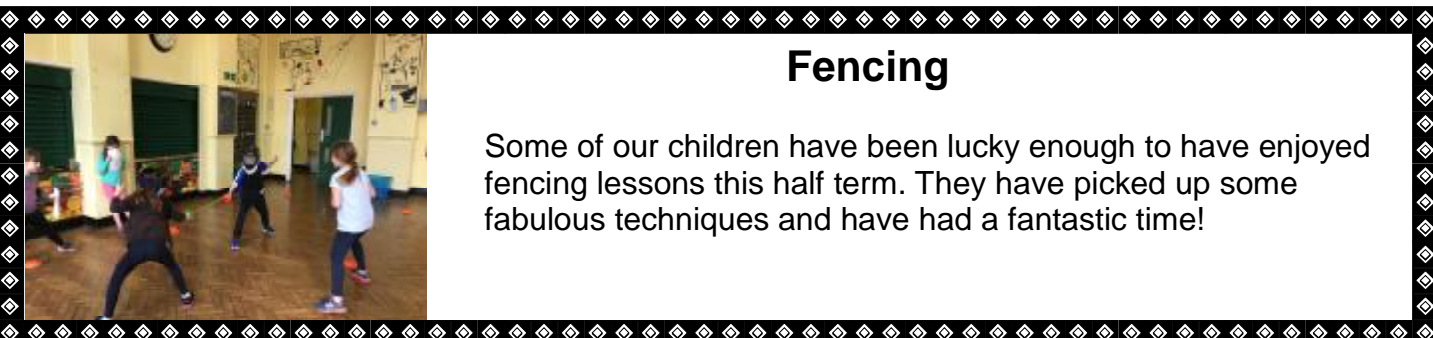 Fencing
Some of our children have been lucky enough to have enjoyed
fencing lessons this half term. They have picked up some
fabulous techniques and have had a fantastic time!